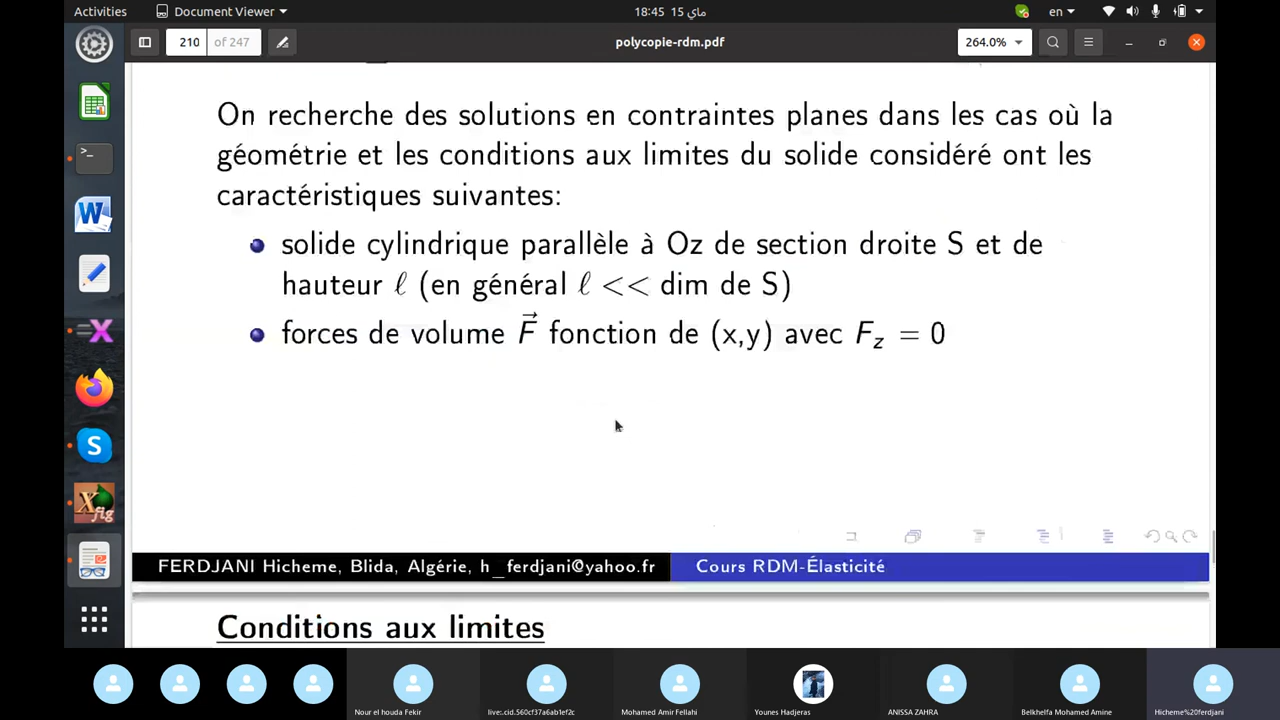 Activities
Document Viewer
18:45 15 ماي
en
210 of 247
polycopie-rdm.pdf
264.0%
On recherche des solutions en contraintes planes dans les cas où la
géométrie et les conditions aux limites du solide considéré ont les
caractéristiques suivantes:
solide cylindrique parallèle à Oz de section droite S et de
hauteur ℓ (en général ℓ << dim de S)
forces de volume F⃗ fonction de (x,y) avec F_z = 0
FERDJANI Hicheme, Blida, Algérie, h_ferdjani@yahoo.fr
Cours RDM-Élasticité
Conditions aux limites
Nour el houda Fekir
live:.cid.560cf37a6ab1ef2c
Mohamed Amir Fellahi
Younes Hadjeras
ANISSA ZAHRA
Belkhelfa Mohamed Amine
Hicheme%20ferdjani